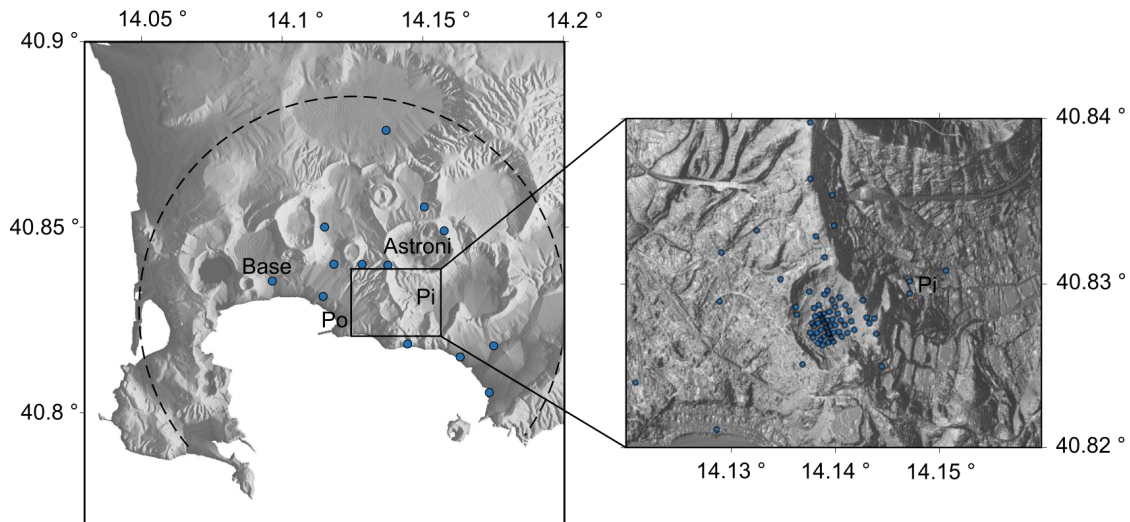 14.05 ° 14.1 ° 14.15 ° 14.2 °
40.9 °
40.85 °
40.8 °
Astroni
Base
Pi
Po
40.84 °
40.83 °
40.82 °
Pi
14.13 ° 14.14 ° 14.15 °